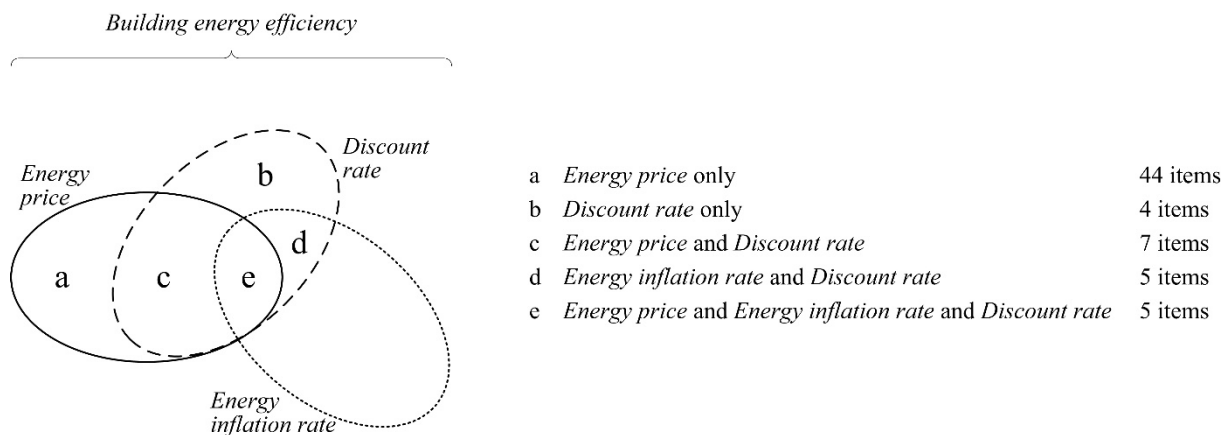 Building energy efficiency
Energy
price
Discount
rate
b
d
a
c
e
Energy
inflation rate
a Energy price only 44 items
b Discount rate only 4 items
c Energy price and Discount rate 7 items
d Energy inflation rate and Discount rate 5 items
e Energy price and Energy inflation rate and Discount rate 5 items